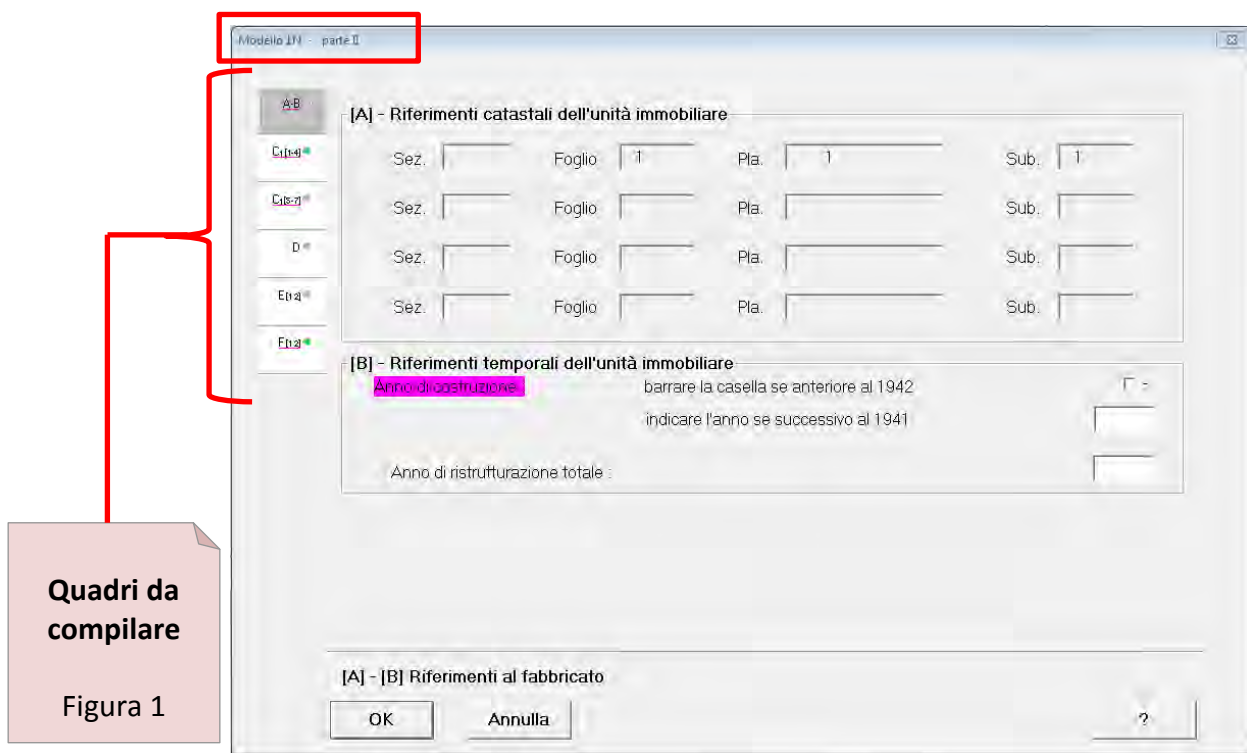 Modello 1N - parte II
A-B
[A] - Riferimenti catastali dell'unità immobiliare
C1[1-4]
Sez. Foglio 1 Pla. 1 Sub. 1
C1[5-7]
Sez. Foglio Pla. Sub.
D
Sez. Foglio Pla. Sub.
E[1 2]
Sez. Foglio Pla. Sub.
F[1 2]
[B] - Riferimenti temporali dell'unità immobiliare
Anno di costruzione barrare la casella se anteriore al 1942
indicare l'anno se successivo al 1941
Anno di ristrutturazione totale :
Quadri da
compilare
Figura 1
[A] - [B] Riferimenti al fabbricato
OK Annulla ?